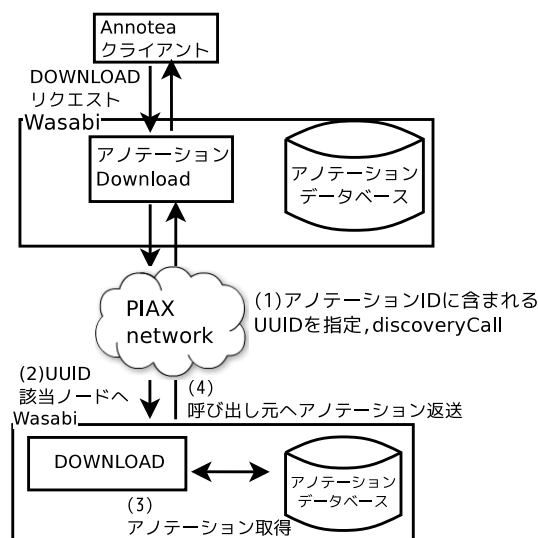 Annotea
クライアント
DOWNLOAD
リクエスト
Wasabi
アノテーション
Download
アノテーション
データベース
PIAX
network
(1)アノテーションIDに含まれる
UUIDを指定,discoveryCall
(2)UUID
該当ノードへ
(4)
呼び出し元へアノテーション返送
Wasabi
DOWNLOAD
アノテーション
データベース
(3)
アノテーション取得